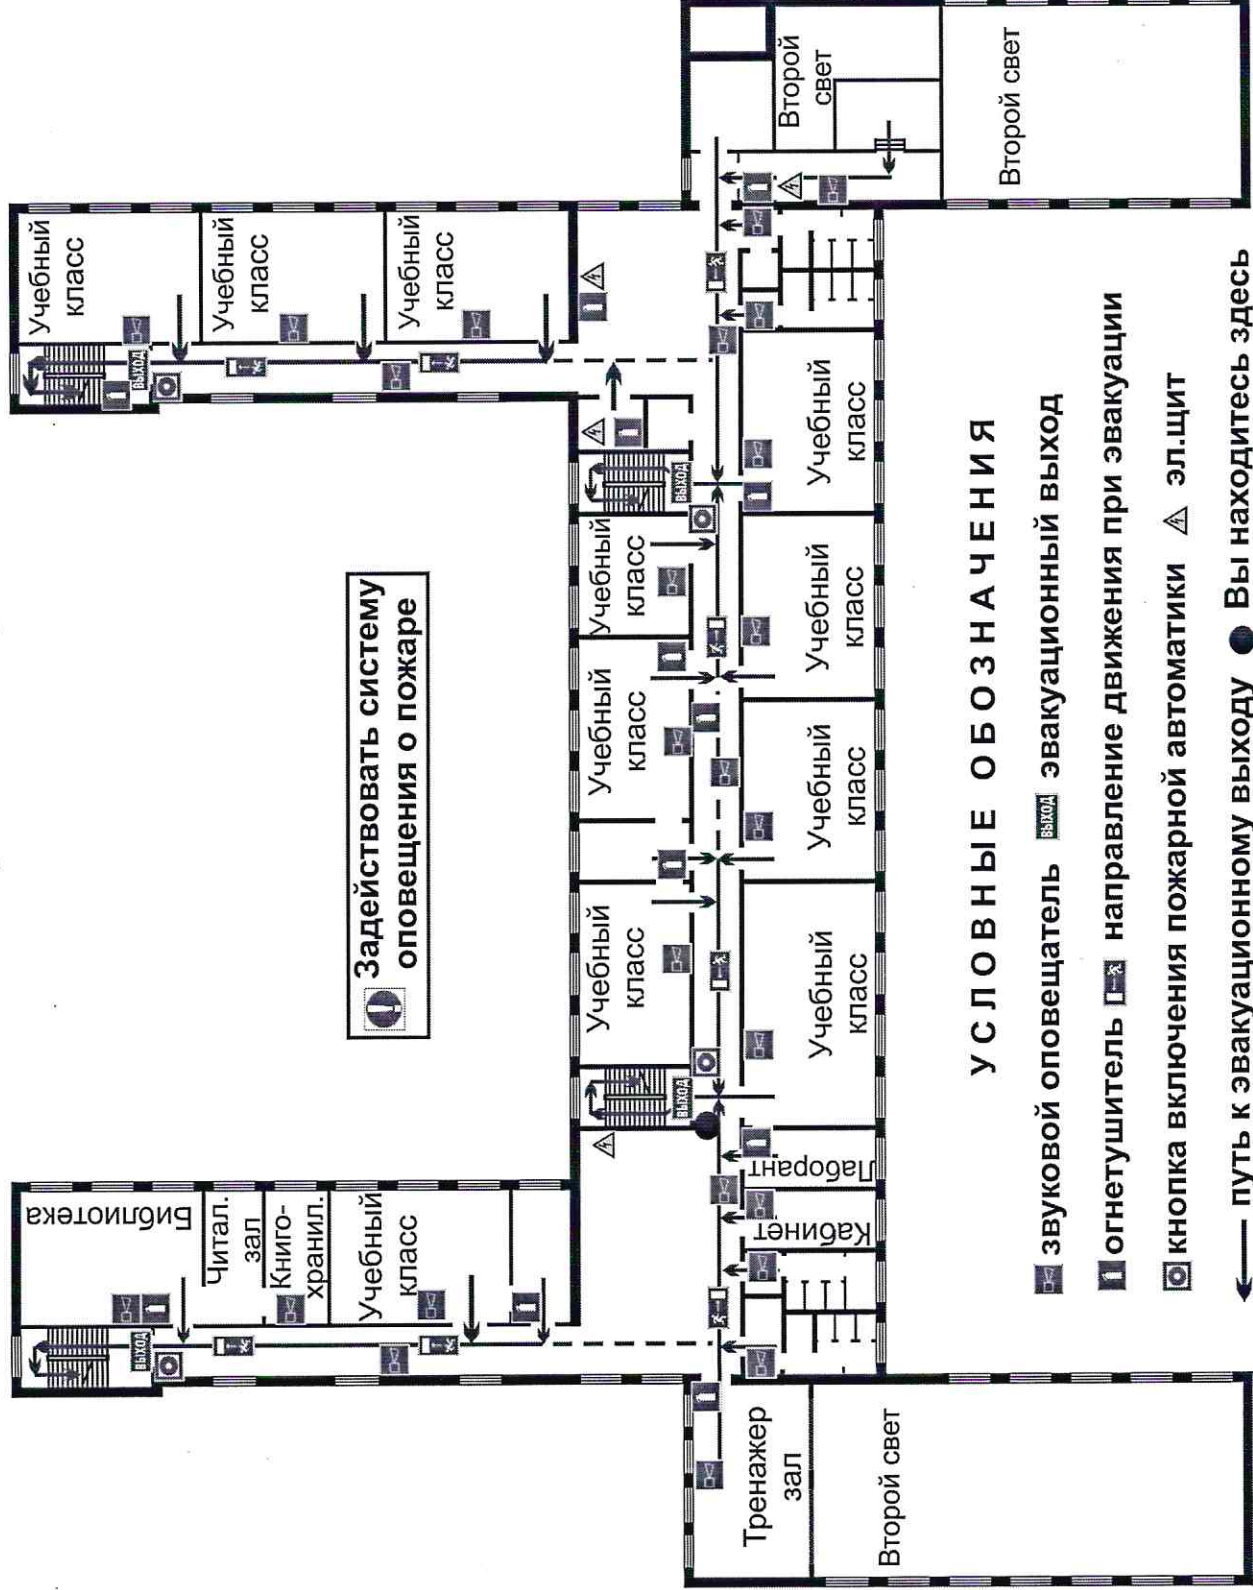 Библиотека
Читал.
зал
Книго-
хранил.
Учебный
класс
Учебный
класс
Учебный
класс
Учебный
класс
ВЫХОД
ВЫХОД
Задействовать систему
оповещения о пожаре
Учебный
класс
Учебный
класс
Учебный
класс
ВЫХОД
ВЫХОД
Тренажер
зал
Кабинет
Лаборант
Учебный
класс
Учебный
класс
Учебный
класс
Учебный
класс
Второй
свет
Второй свет
Второй свет
УСЛОВНЫЕ ОБОЗНАЧЕНИЯ
звуковой оповещатель ВЫХОД эвакуационный выход
огнетушитель направление движения при эвакуации
кнопка включения пожарной автоматики эл.щит
путь к эвакуационному выходу Вы находитесь здесь